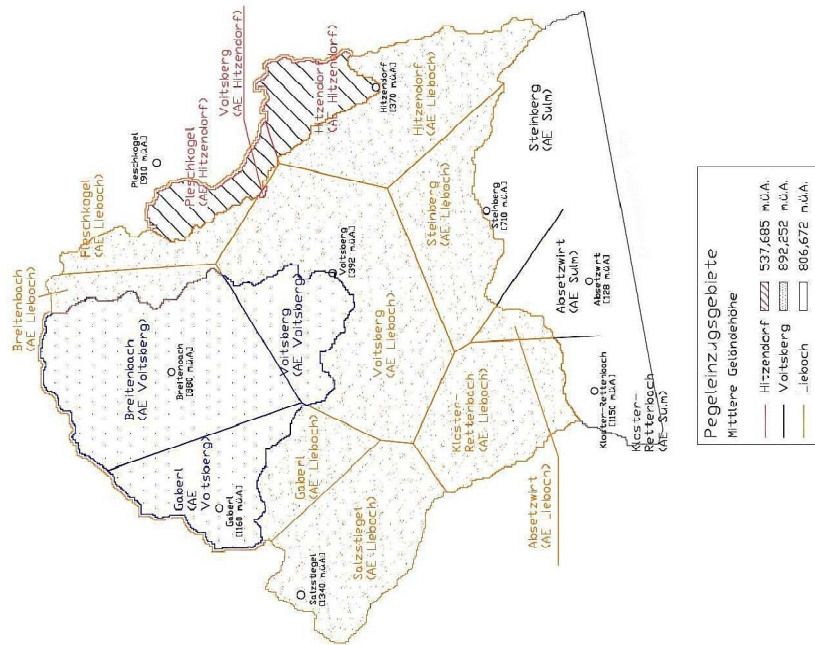 Breitenbach
(AE Lieboch)
Pleschkogel
(AE Lieboch)
Pleschkogel
[910 m.ü.A]
Pleschkogel
(AE Hitzendorf)
Voitsberg
(AE Hitzendorf)
Hitzendorf
(AE Hitzendorf)
Hitzendorf
[370 m.ü.A]
Hitzendorf
(AE Lieboch)
Breitenbach
(AE Voitsberg)
Breitenbach
[880 m.ü.A]
Gaberl
(AE
Voitsberg)
Gaberl
[1160 m.ü.A]
Voitsberg
(AE Voitsberg)
Voitsberg
[392 m.ü.A]
Voitsberg
(AE Lieboch)
Gaberl
(AE Lieboch)
Salzstiegel
[1340 m.ü.A]
Salzstiegel
(AE Lieboch)
Steinberg
(AE Lieboch)
Steinberg
[710 m.ü.A]
Steinberg
(AE Sulm)
Kloster-
Rettenbach
(AE Lieboch)
Absetzwirt
(AE Sulm)
Absetzwirt
[1128 m.ü.A]
Absetzwirt
(AE Lieboch)
Kloster-Rettenbach
[1150 m.ü.A]
Kloster-
Rettenbach
(AE Sulm)
Pegeleinzugsgebiete
Mittlere Geländehöhe
Hitzendorf 537,685 m.ü.A.
Voitsberg 892,252 m.ü.A.
Lieboch 806,672 m.ü.A.